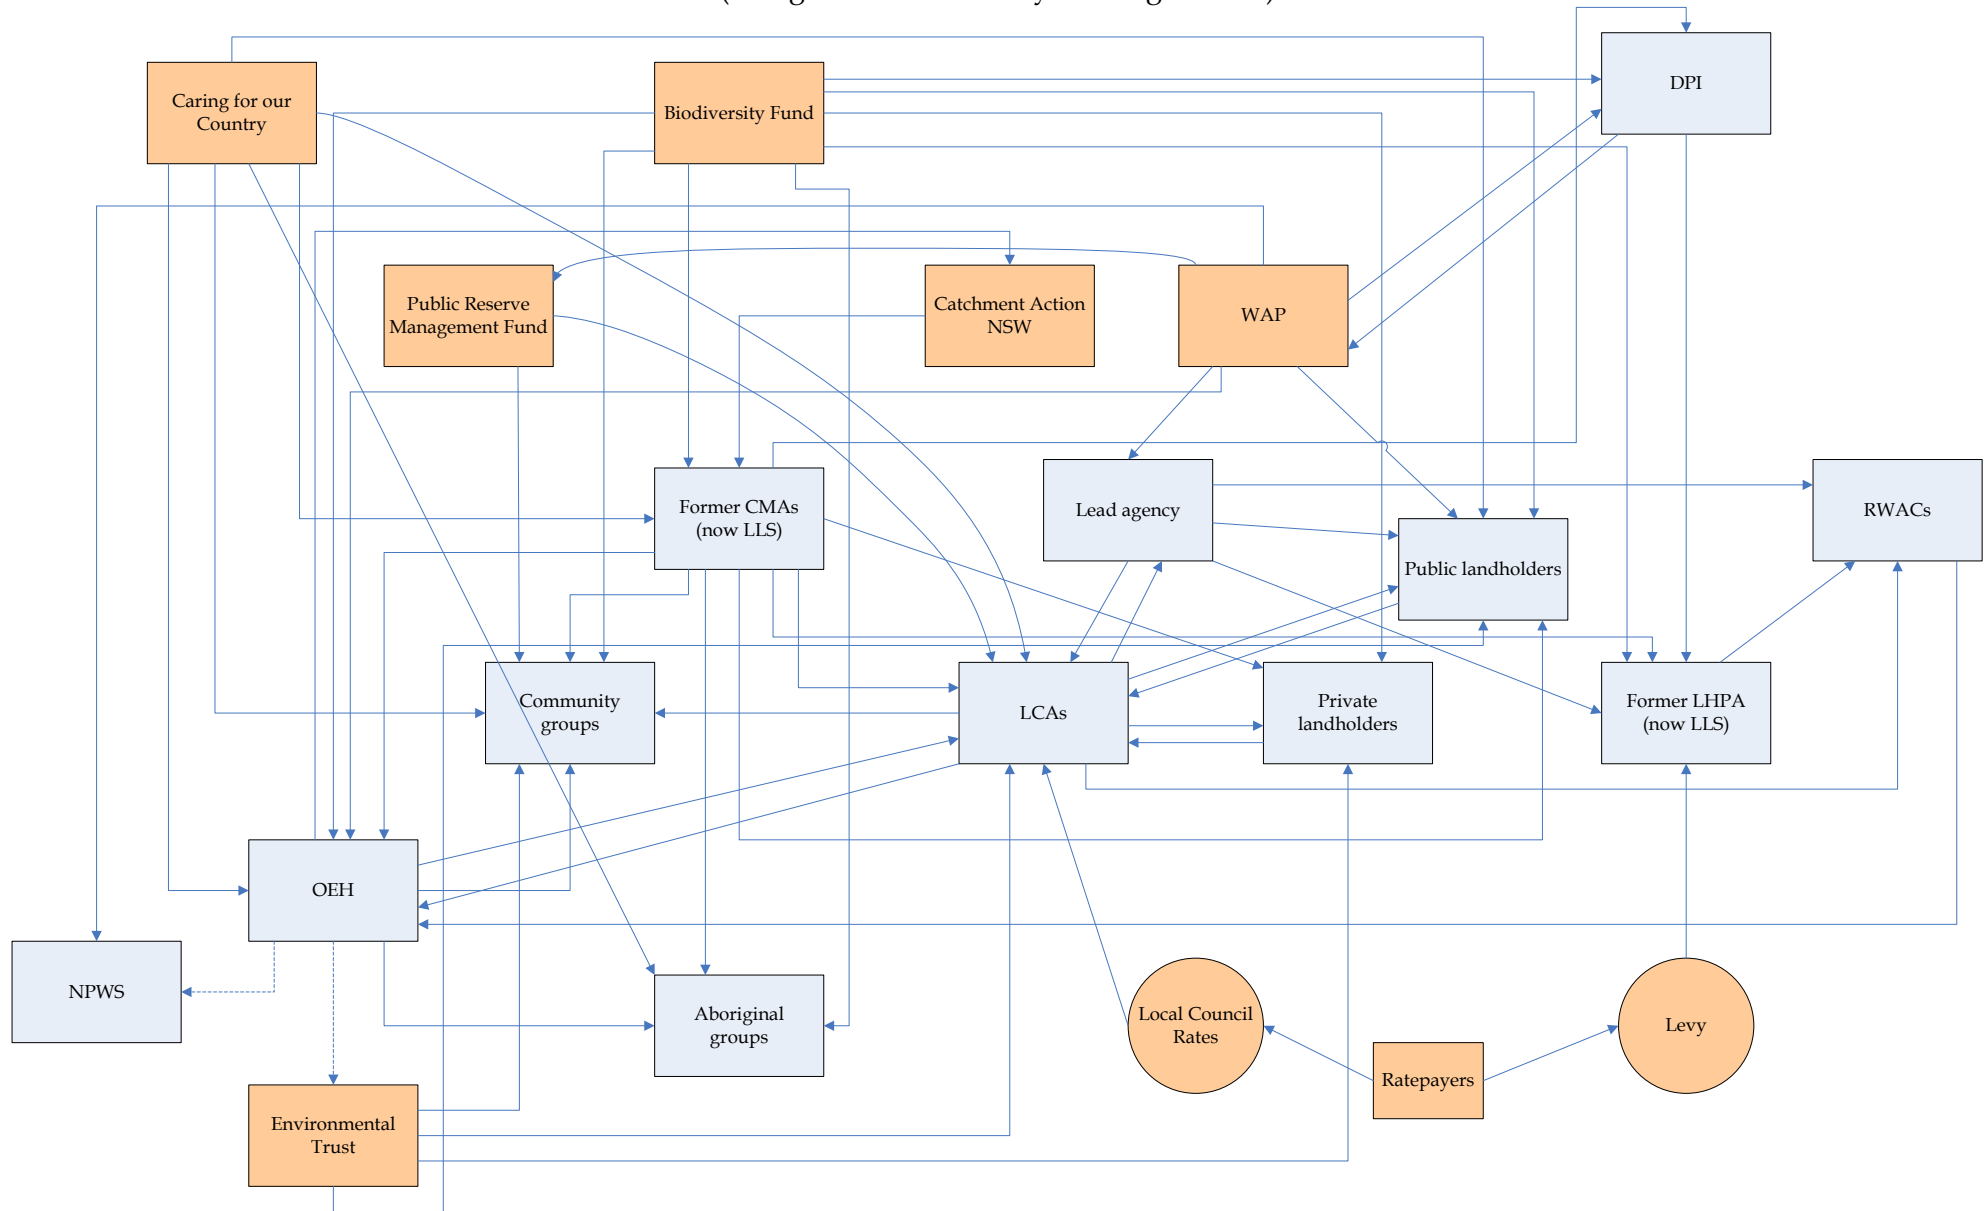 DPI
Caring for our
Country
Biodiversity Fund
Public Reserve
Management Fund
Catchment Action
NSW
WAP
Former CMAs
(now LLS)
Lead agency
RWACs
Public landholders
Community
groups
LCAs
Private
landholders
Former LHPA
(now LLS)
OEH
NPWS
Aboriginal
groups
Local Council
Rates
Levy
Ratepayers
Environmental
Trust